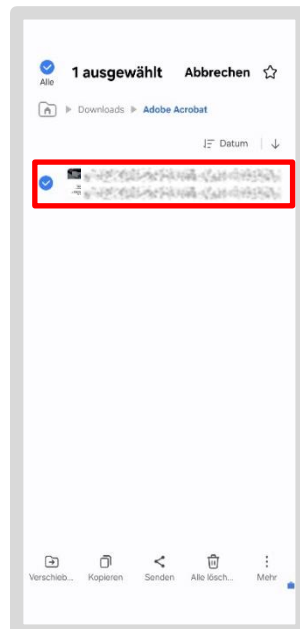 Alle 1 ausgewählt Abbrechen
Downloads Adobe Acrobat
Datum
Verschieb... Kopieren Senden Alle lösch... Mehr